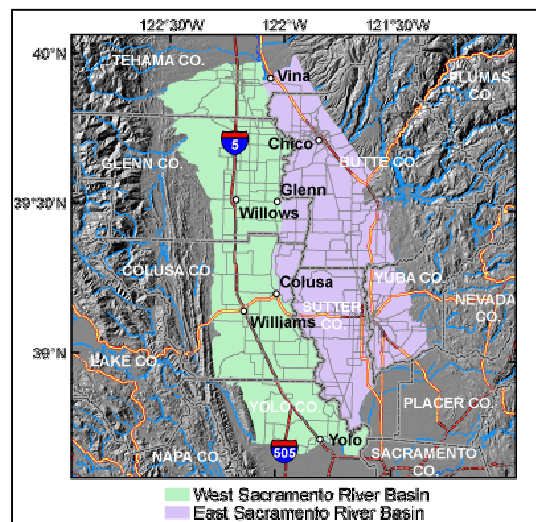 122°30'W 122°W 121°30'W
40°N
TEHAMA CO.
Vina
PLUMAS
CO.
5
Chico
BUTTE CO.
GLENN CO.
39°30'N
Glenn
Willows
COLUSA CO.
Colusa
YUBA
CO.
SUTTER
CO.
NEVADA
CO.
Williams
39°N
LAKE CO.
YOLO CO.
PLACER CO.
Yolo
NAPA CO.
505
SACRAMENTO
CO.
West Sacramento River Basin
East Sacramento River Basin